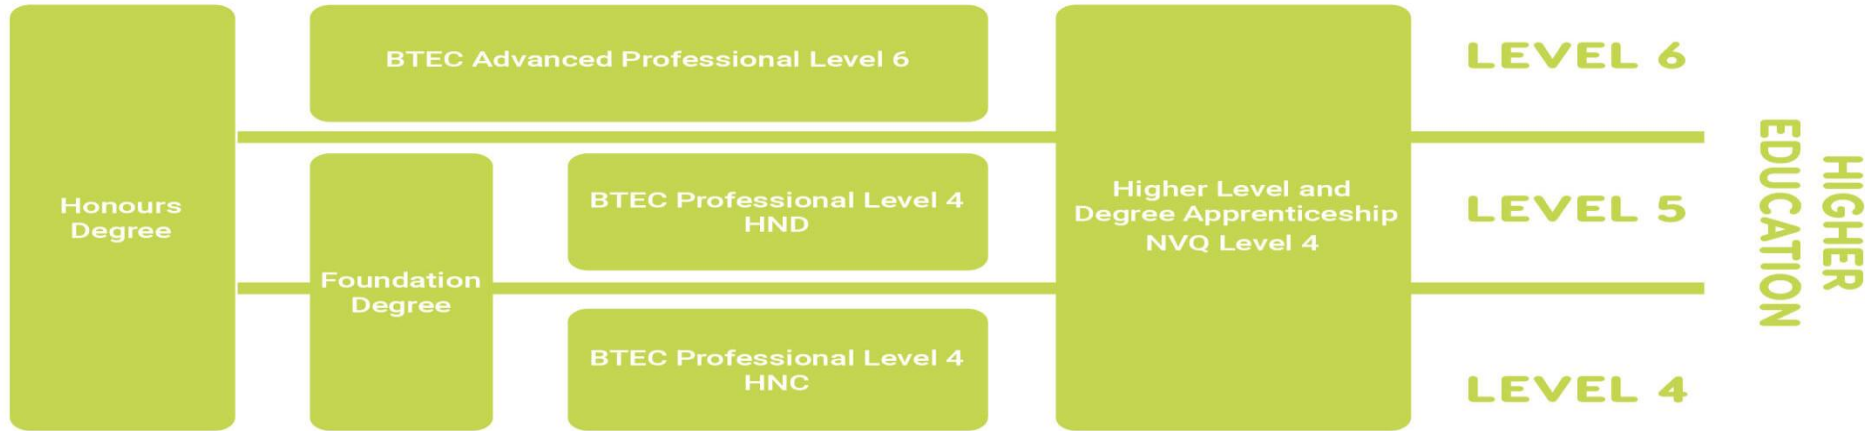 Honours
Degree
BTEC Advanced Professional Level 6
Foundation
Degree
BTEC Professional Level 4
HND
BTEC Professional Level 4
HNC
Higher Level and
Degree Apprenticeship
NVQ Level 4
LEVEL 6
LEVEL 5
LEVEL 4
HIGHER
EDUCATION